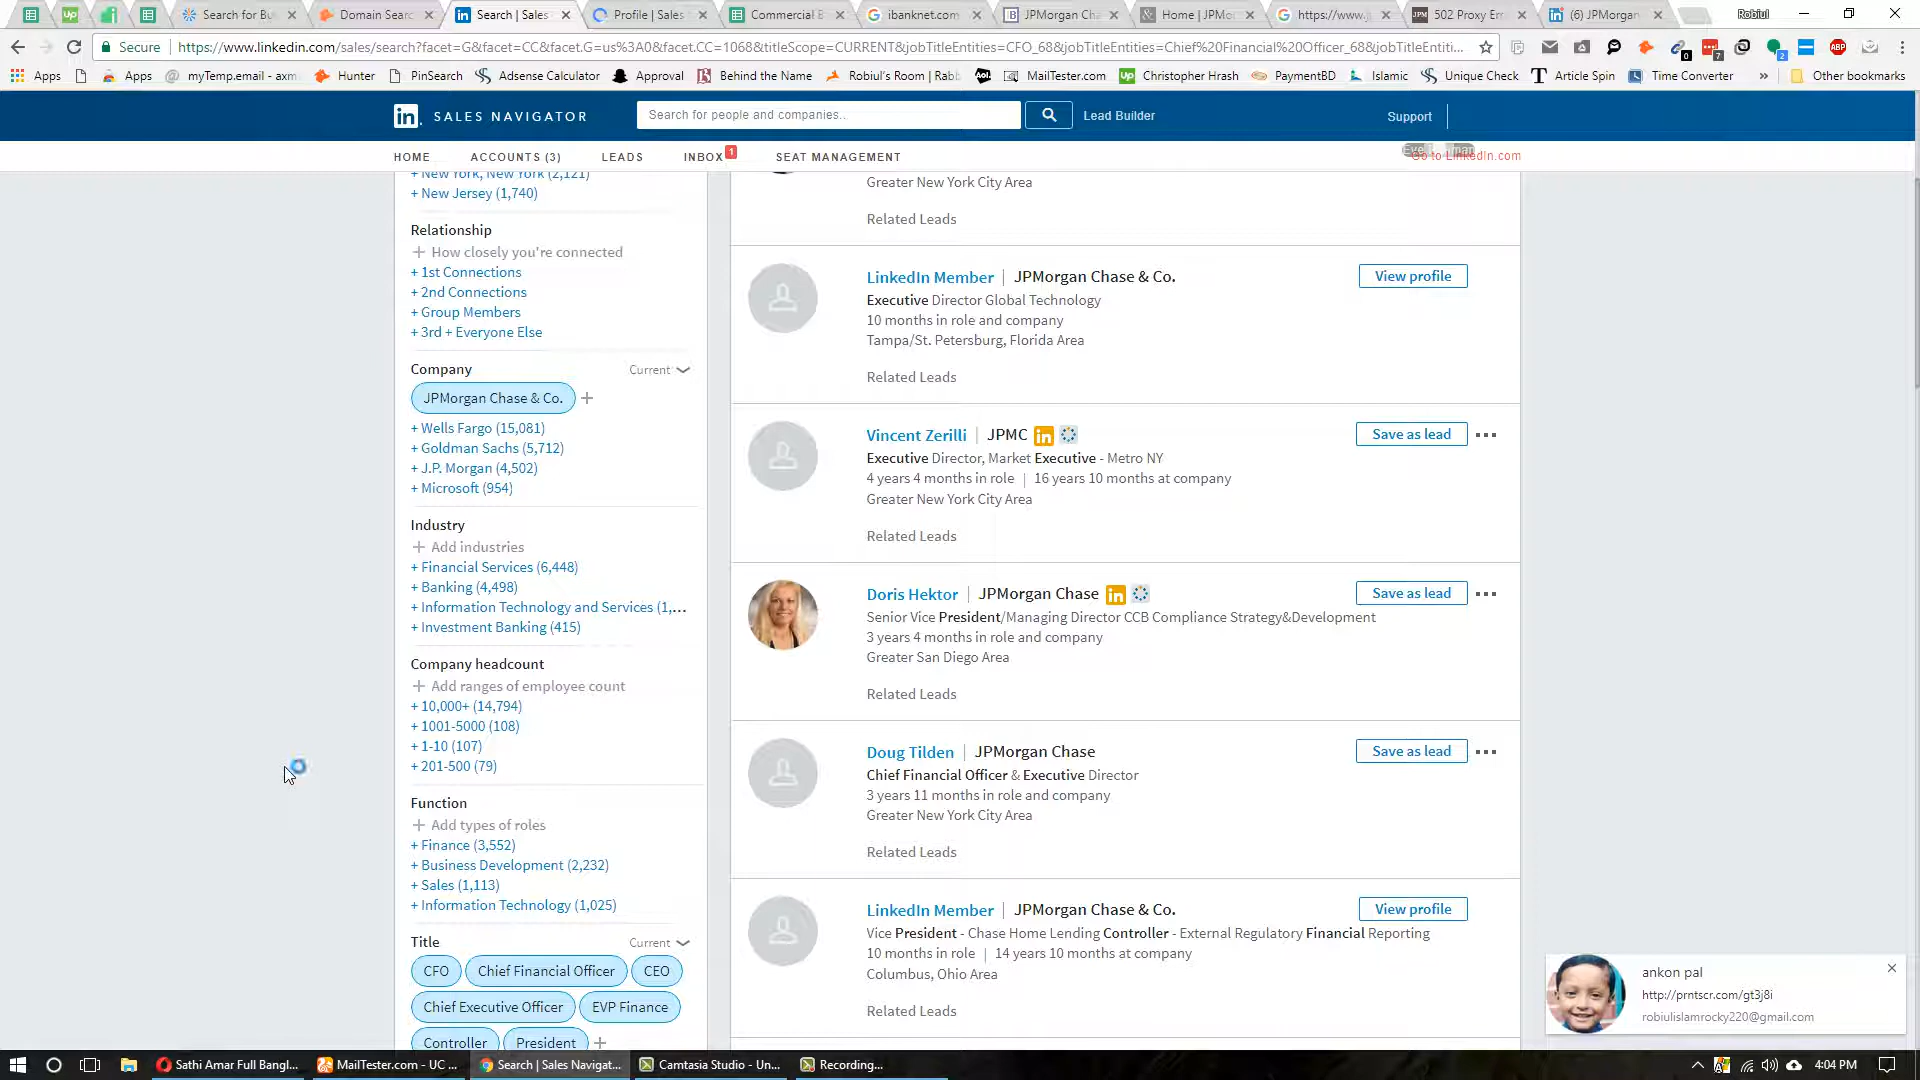 Search for Bu
Domain Searc
Search | Sales
Profile | Sales
Commercial B
ibanknet.com
JPMorgan Cha
Home | JPMo
https://www.
502 Proxy Err
(6) JPMorgan
Robiul
Secure
https://www.linkedin.com/sales/search?facet=G&facet=CC&facet.G=us%3A0&facet.CC=1068&titleScope=CURRENT&jobTitleEntities=CFO_68&jobTitleEntities=Chief%20Financial%20Officer_68&jobTitleEntiti...
Apps
Apps
myTemp.email - axm
Hunter
PinSearch
Adsense Calculator
Approval
Behind the Name
Robiul's Room | Rabb
Aol.
MailTester.com
Christopher Hrash
PaymentBD
Islamic
Unique Check
Article Spin
Time Converter
»
Other bookmarks
in SALES NAVIGATOR
Search for people and companies..
Lead Builder
Support
HOME
ACCOUNTS (3)
LEADS
INBOX 1
SEAT MANAGEMENT
Go to LinkedIn.com
+ New York, New York (2,121)
+ New Jersey (1,740)
Relationship
+ How closely you're connected
+ 1st Connections
+ 2nd Connections
+ Group Members
+ 3rd + Everyone Else
Company
Current
JPMorgan Chase & Co. +
+ Wells Fargo (15,081)
+ Goldman Sachs (5,712)
+ J.P. Morgan (4,502)
+ Microsoft (954)
Industry
+ Add industries
+ Financial Services (6,448)
+ Banking (4,498)
+ Information Technology and Services (1,...
+ Investment Banking (415)
Company headcount
+ Add ranges of employee count
+ 10,000+ (14,794)
+ 1001-5000 (108)
+ 1-10 (107)
+ 201-500 (79)
Function
+ Add types of roles
+ Finance (3,552)
+ Business Development (2,232)
+ Sales (1,113)
+ Information Technology (1,025)
Title
Current
CFO
Chief Financial Officer
CEO
Chief Executive Officer
EVP Finance
Controller
President
+
Greater New York City Area
Related Leads
LinkedIn Member | JPMorgan Chase & Co.
View profile
Executive Director Global Technology
10 months in role and company
Tampa/St. Petersburg, Florida Area
Related Leads
Vincent Zerilli | JPMC in
Save as lead
Executive Director, Market Executive - Metro NY
4 years 4 months in role | 16 years 10 months at company
Greater New York City Area
Related Leads
Doris Hektor | JPMorgan Chase in
Save as lead
Senior Vice President/Managing Director CCB Compliance Strategy&Development
3 years 4 months in role and company
Greater San Diego Area
Related Leads
Doug Tilden | JPMorgan Chase
Save as lead
Chief Financial Officer & Executive Director
3 years 11 months in role and company
Greater New York City Area
Related Leads
LinkedIn Member | JPMorgan Chase & Co.
View profile
Vice President - Chase Home Lending Controller - External Regulatory Financial Reporting
10 months in role | 14 years 10 months at company
Columbus, Ohio Area
Related Leads
ankon pal
http://prntscr.com/gt3j8i
robiulislamrocky220@gmail.com
Sathi Amar Full Bangl...
MailTester.com - UC ...
Search | Sales Navigat...
Camtasia Studio - Un...
Recording...
4:04 PM